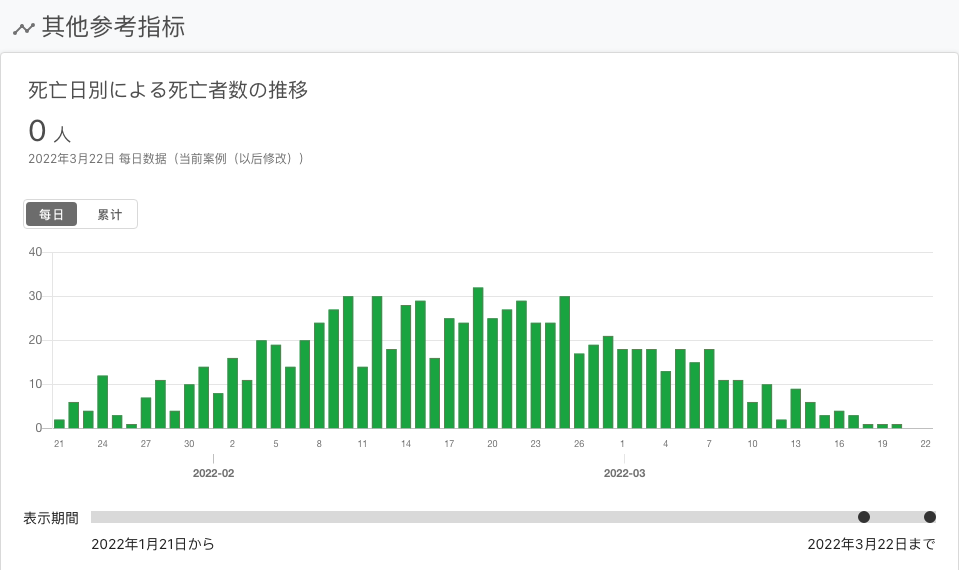 其他参考指标
死亡日別による死亡者数の推移
0 人
2022年3月22日 每日数据（当前案例（以后修改））
每日 累计
40
30
20
10
0
21 24 27 30 2 5 8 11 14 17 20 23 26 1 4 7 10 13 16 19 22
2022-02 2022-03
表示期間
2022年1月21日から 2022年3月22日まで